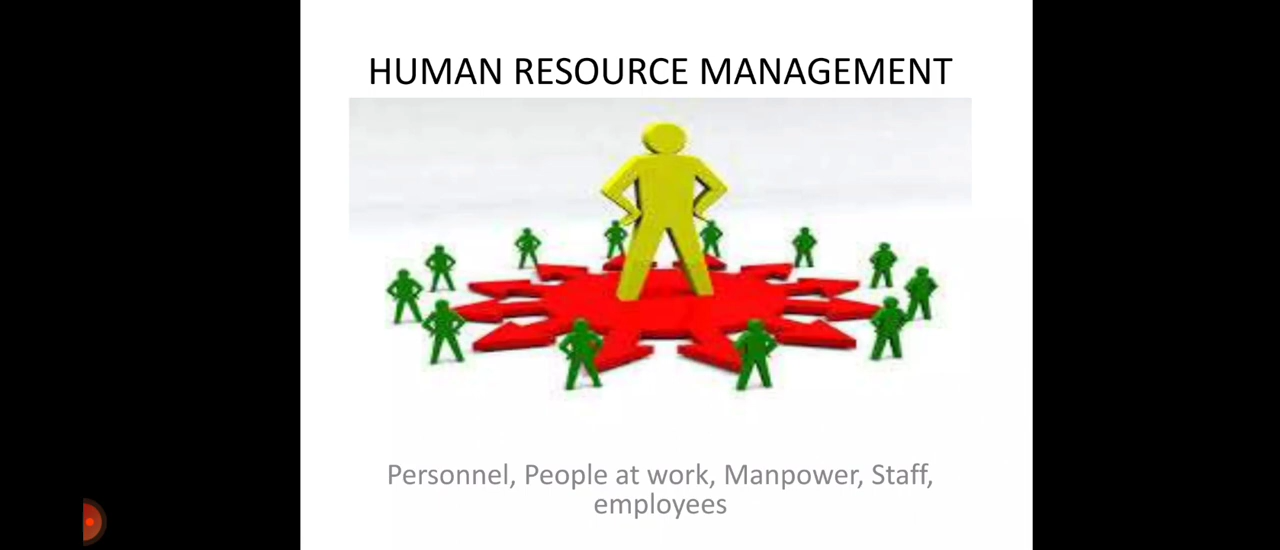 HUMAN RESOURCE MANAGEMENT
Personnel, People at work, Manpower, Staff,
employees